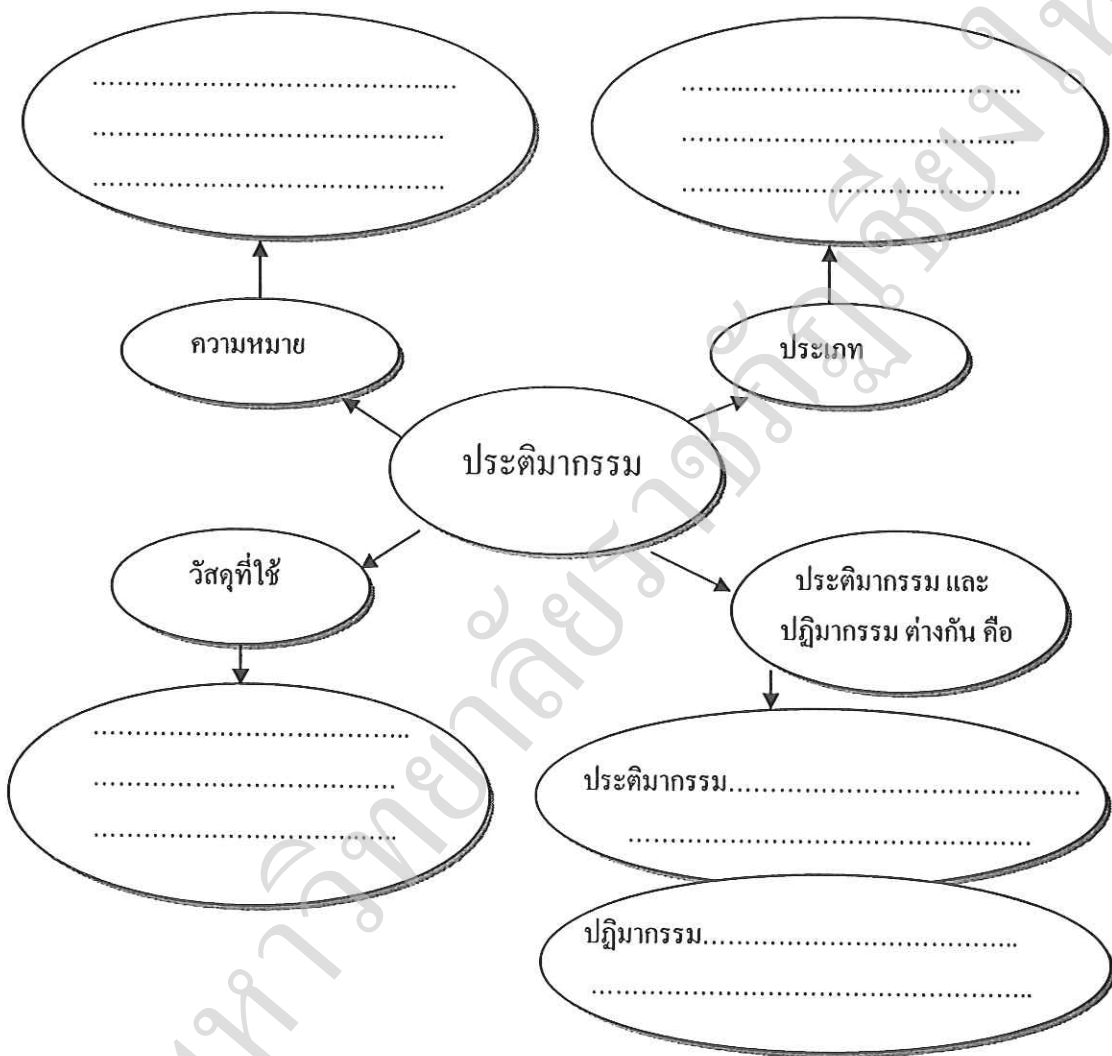 ความหมาย
ประเภท
ประติมากรรม
วัสดุที่ใช้
ประติมากรรม และ
ปฏิมากรรม ต่างกัน คือ
ประติมากรรม
ปฏิมากรรม